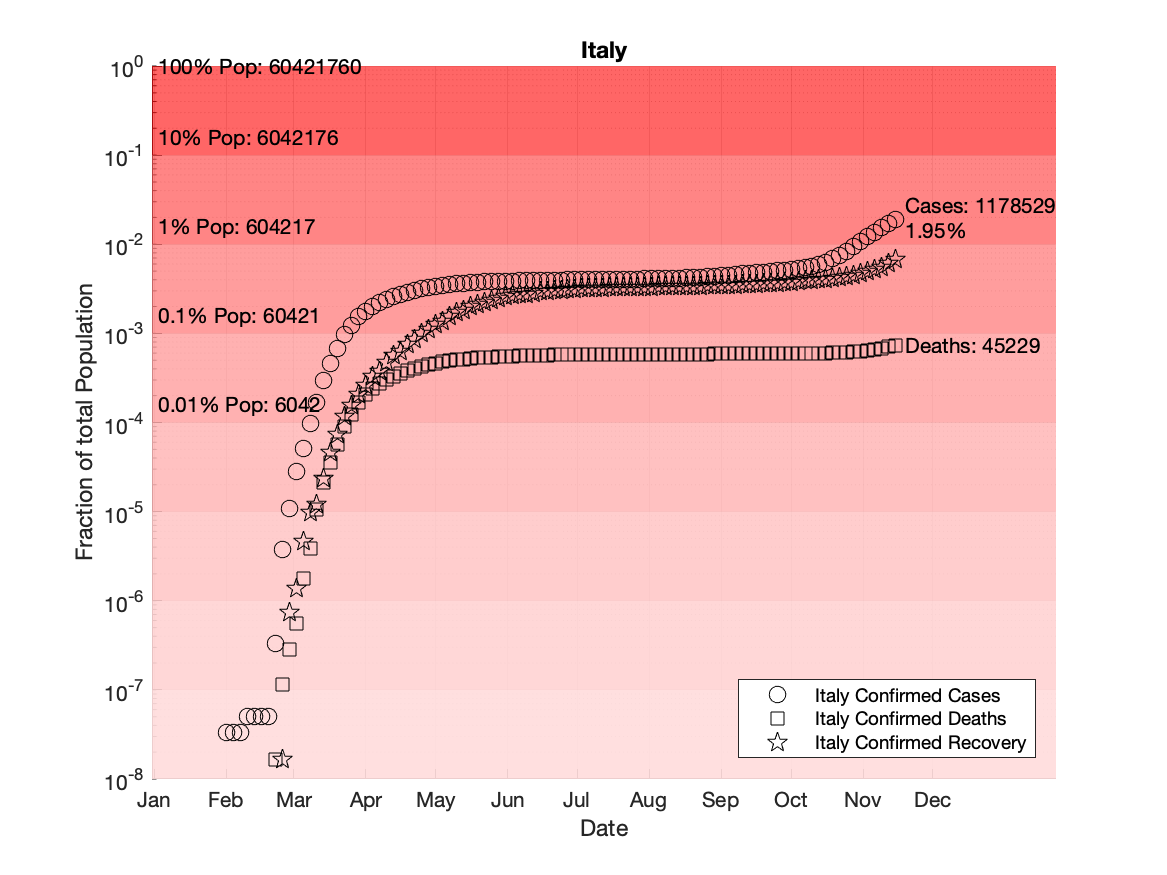 Italy
10^0
100% Pop: 60421760
10% Pop: 6042176
10^-1
Cases: 1178529
1% Pop: 604217
1.95%
10^-2
0.1% Pop: 60421
10^-3
Deaths: 45229
0.01% Pop: 6042
10^-4
10^-5
10^-6
10^-7
10^-8
Fraction of total Population
Italy Confirmed Cases
Italy Confirmed Deaths
Italy Confirmed Recovery
Jan Feb Mar Apr May Jun Jul Aug Sep Oct Nov Dec
Date